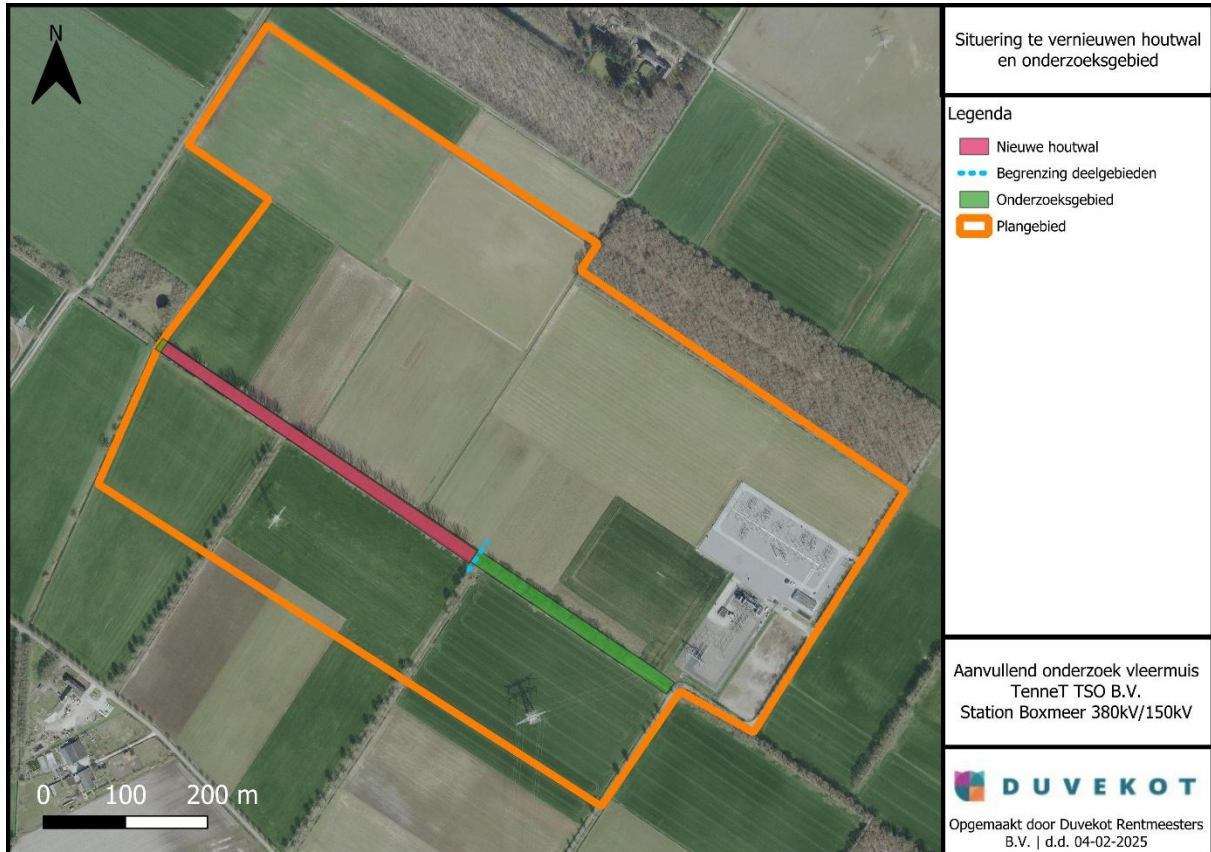 N
0 100 200 m
Situering te vernieuwen houtwal
en onderzoeksgebied
Legenda
Nieuwe houtwal
Begrenzing deelgebieden
Onderzoeksgebied
Plangebied
Aanvullend onderzoek vleermuis
TenneT TSO B.V.
Station Boxmeer 380kV/150kV
DUVEKOT
Opgemaakt door Duvekot Rentmeesters
B.V. | d.d. 04-02-2025